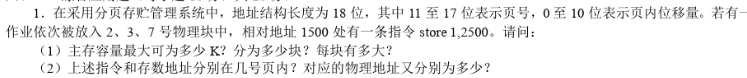 1．在采用分页存贮管理系统中，地址结构长度为 18 位，其中 11 至 17 位表示页号，0 至 10 位表示页内位移量。若有一
作业依次被放入 2、3、7 号物理块中，相对地址 1500 处有一条指令 store 1,2500。请问：
（1）主存容量最大可为多少 K？分为多少块？每块有多大？
（2）上述指令和存数地址分别在几号页内？对应的物理地址又分别为多少？